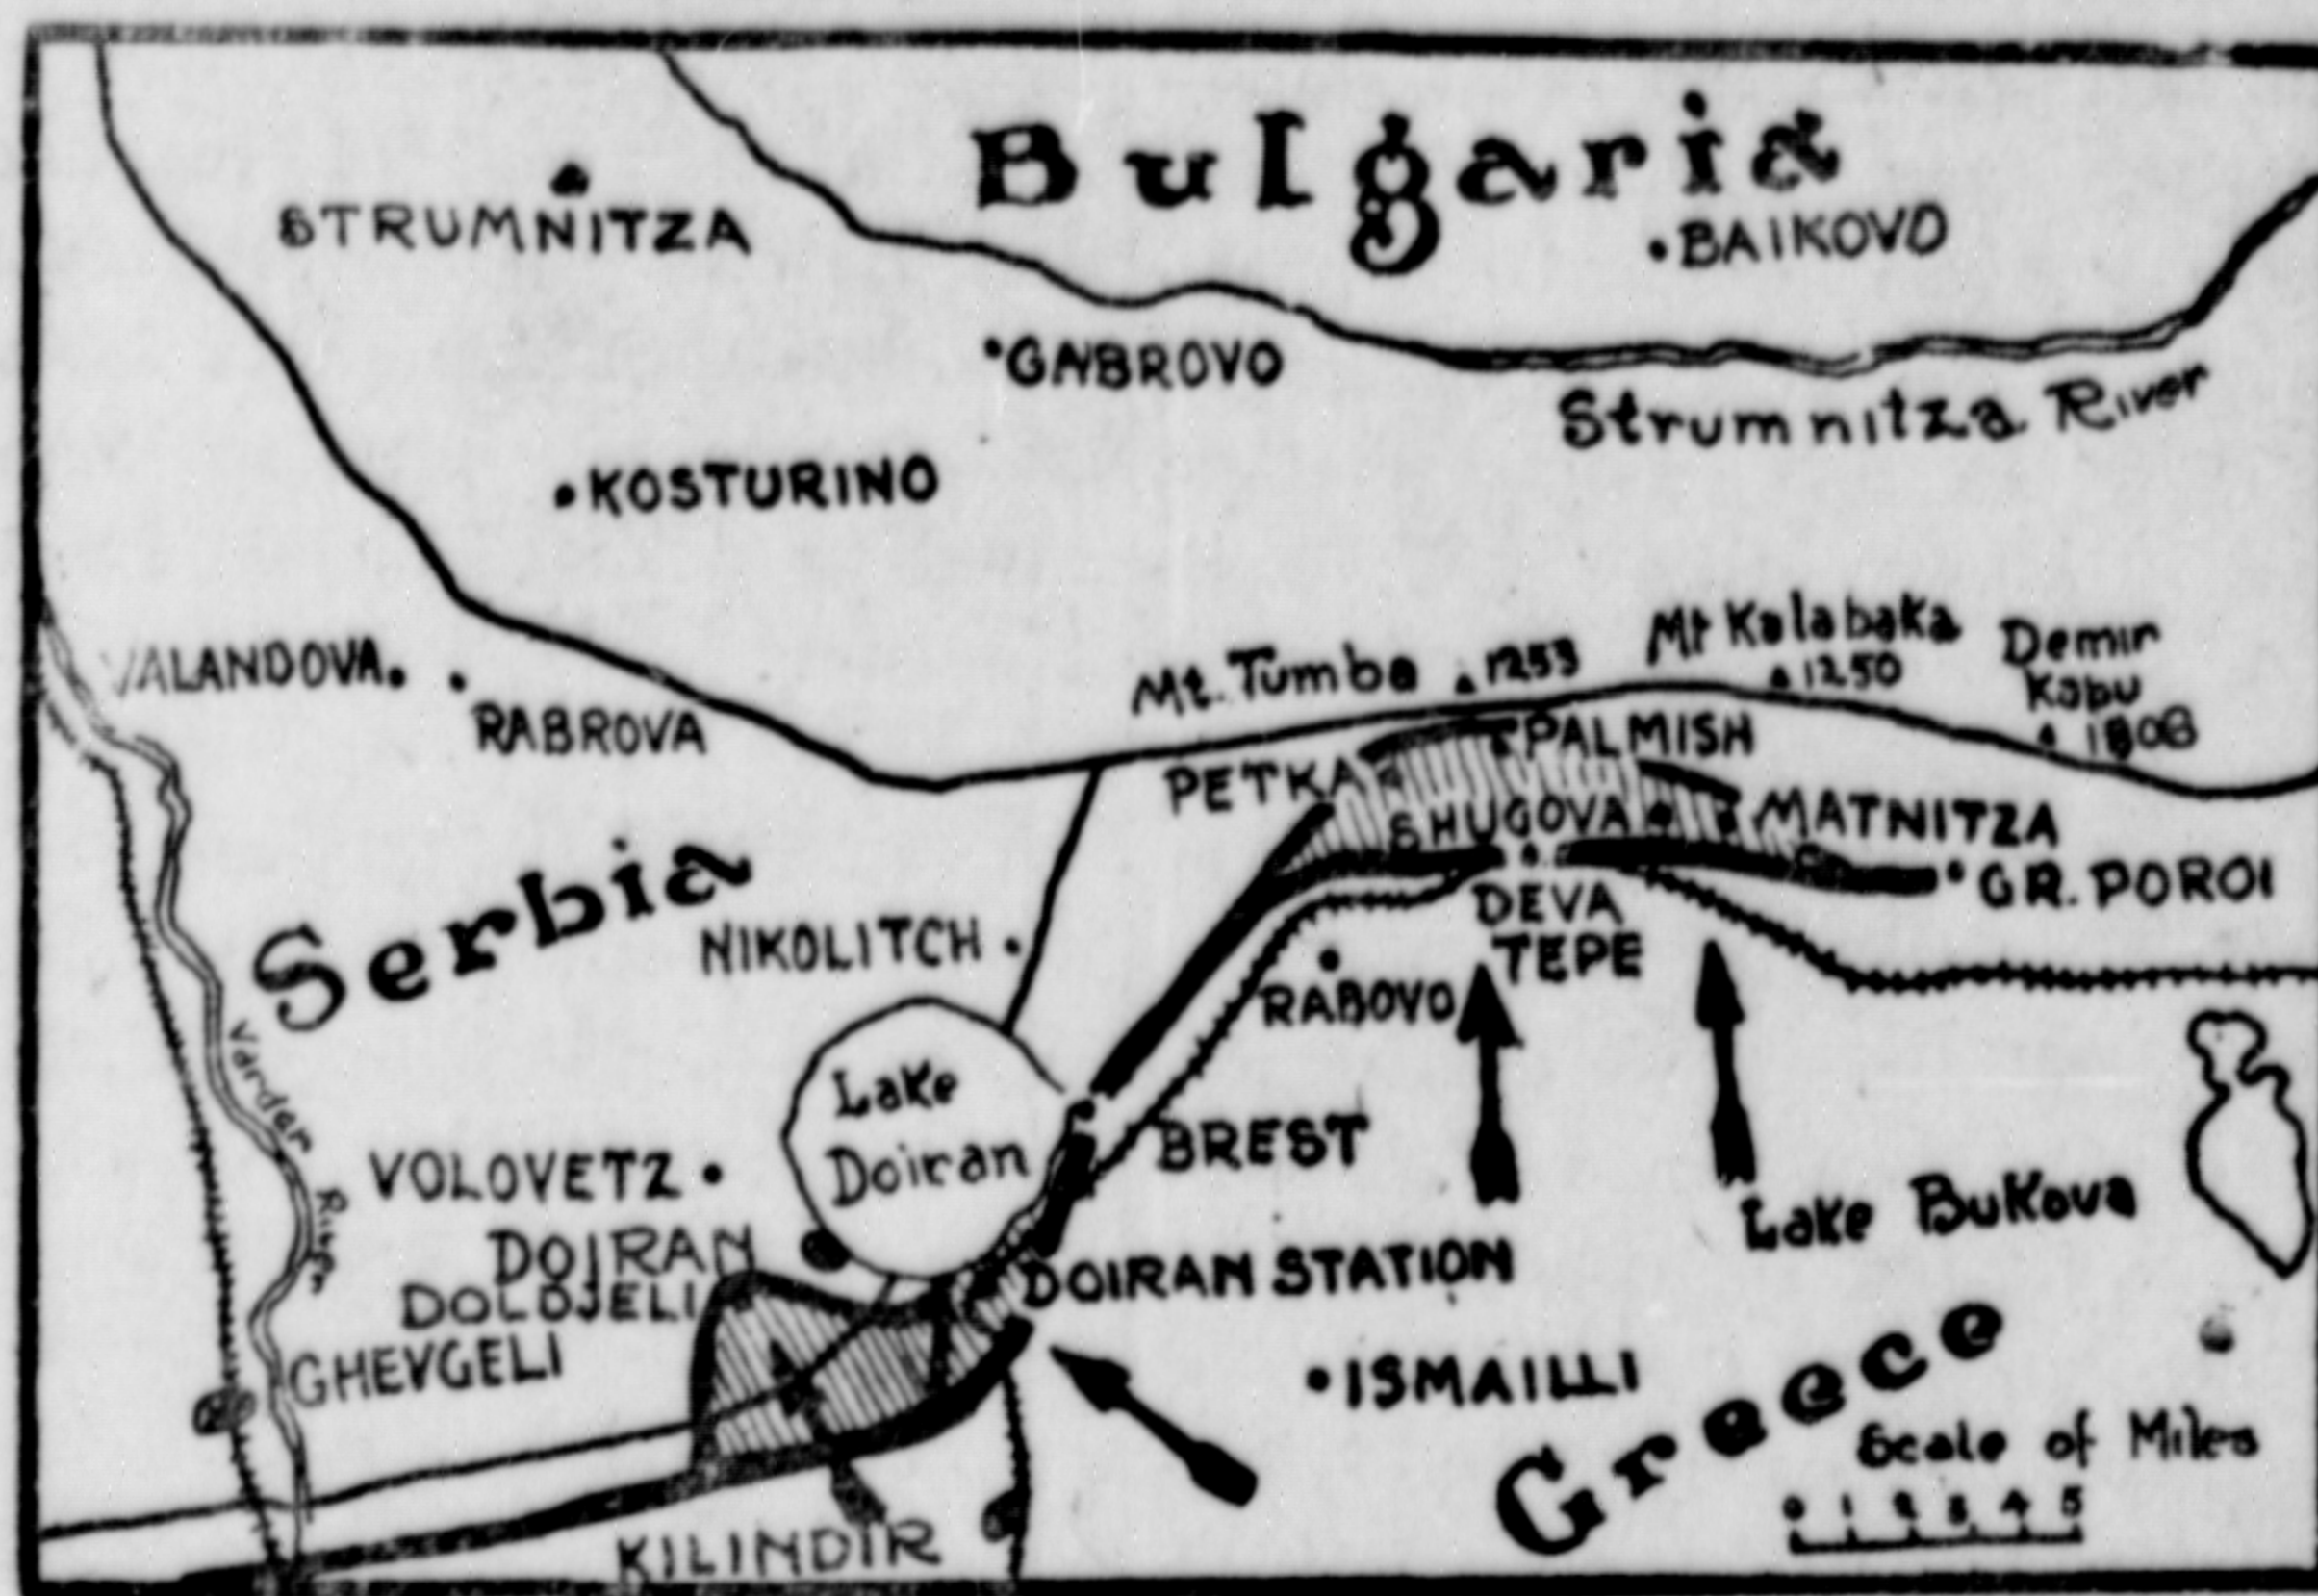 Bulgaria
STRUMNITZA
BAIKOVO
GABROVO
Strumnitza River
KOSTURINO
Mt. Tumba 1253
Mt Kalabaka
1250
Demir
Kapu
1808
VALANDOVA
RABROVA
PALMISH
PETKA
SHUGOVA
MATNITZA
GR. POROI
Serbia
NIKOLITCH
DEVA
TEPE
RABOVO
Varder River
Lake
Doiran
BREST
VOLOVETZ
Lake Bukova
DOIRAN
DOLDJELI
DOIRAN STATION
GHEVGELI
ISMAILLI
Greece
Scale of Miles
0 1 2 3 4 5
KILINDIR